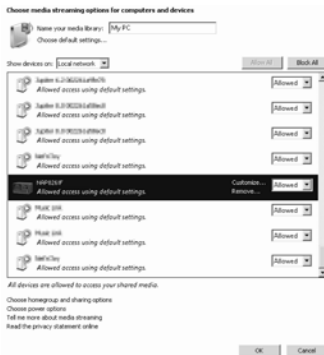 Choose media streaming options for computers and devices
Name your media library: My PC
Choose default settings...
Show devices on: Local network
Allow All Block All
Allowed
Allowed access using default settings.
Allowed
Allowed access using default settings.
Allowed
Allowed access using default settings.
Allowed
Allowed access using default settings.
Customize... Allowed
Allowed access using default settings. Remove...
Music Link Allowed
Allowed access using default settings.
Music Link Allowed
Allowed access using default settings.
Allowed
Allowed access using default settings.
All devices are allowed to access your shared media.
Choose homegroup and sharing options
Choose power options
Tell me more about media streaming
Read the privacy statement online
OK Cancel